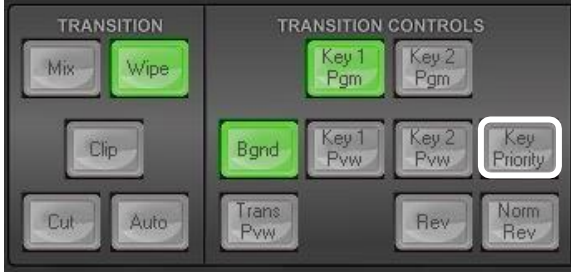 TRANSITION
Mix
Wipe
Clip
Cut
Auto
TRANSITION CONTROLS
Key 1
Pgm
Key 2
Pgm
Bgnd
Key 1
Pvw
Key 2
Pvw
Key
Priority
Trans
Pvw
Rev
Norm
Rev